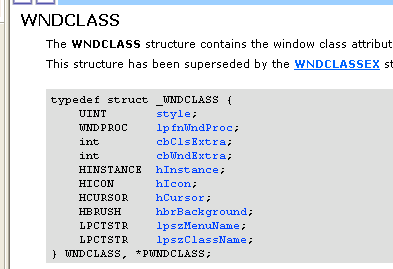 WNDCLASS
The WNDCLASS structure contains the window class attribut
This structure has been superseded by the WNDCLASSEX st
typedef struct _WNDCLASS {
UINT style;
WNDPROC lpfnWndProc;
int cbClsExtra;
int cbWndExtra;
HINSTANCE hInstance;
HICON hIcon;
HCURSOR hCursor;
HBRUSH hbrBackground;
LPCTSTR lpszMenuName;
LPCTSTR lpszClassName;
} WNDCLASS, *PWNDCLASS;